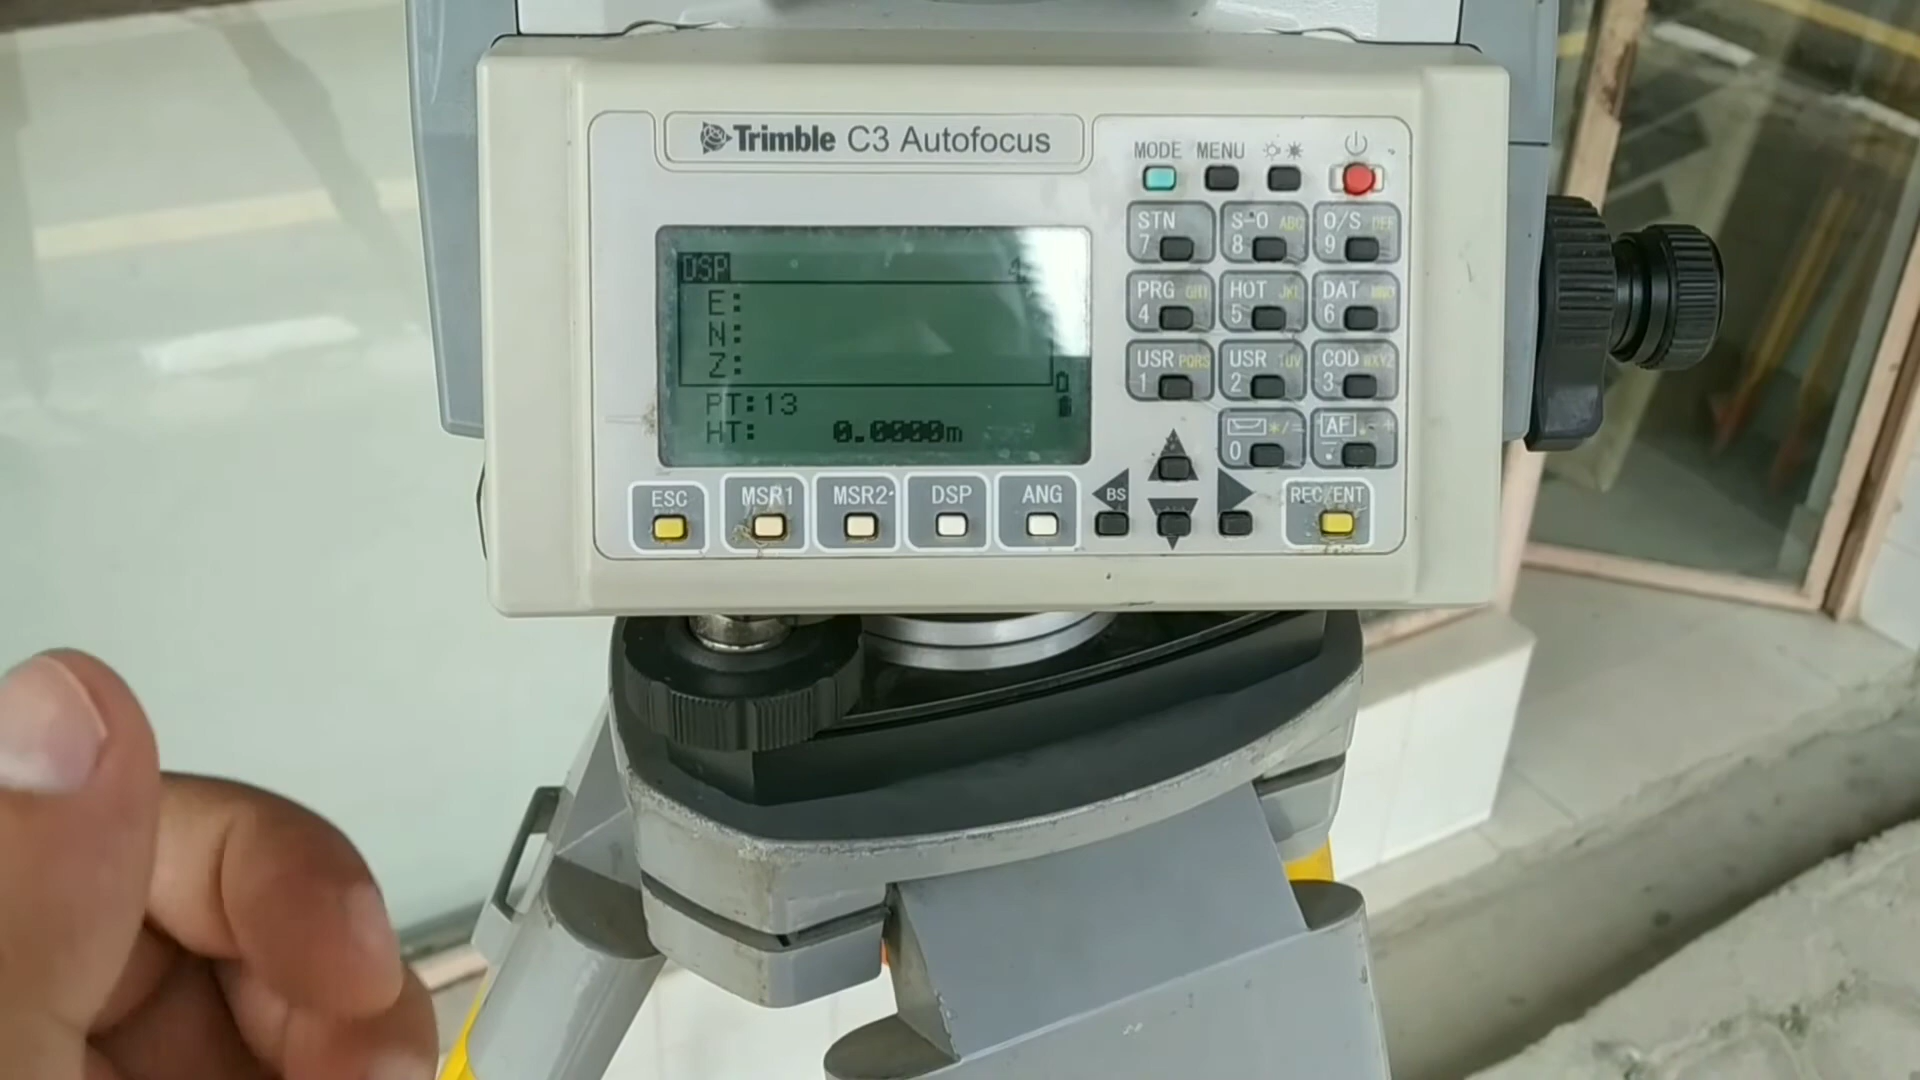 Trimble C3 Autofocus
MODE MENU
STN S-O ABC O/S DEF
7 8 9
PRG GHI HOT JKL DAT MNO
4 5 6
USR PQRS USR TUV COD WXYZ
1 2 3
*/= AF .-+
0 .
DSP 4
E:
N:
Z:
PT:13
HT: 0.0000m
ESC MSR1 MSR2 DSP ANG BS REC/ENT